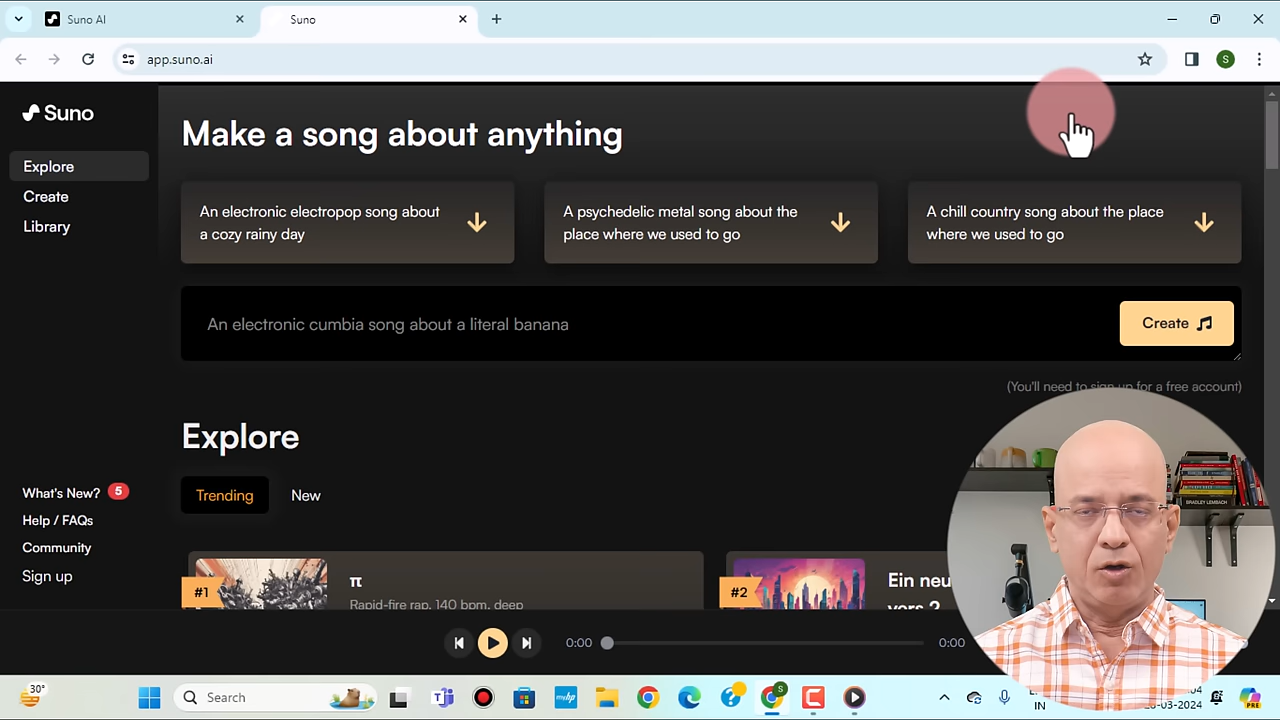 Suno AI
Suno
app.suno.ai
S
Suno
Explore
Create
Library
Make a song about anything
An electronic electropop song about
a cozy rainy day
A psychedelic metal song about the
place where we used to go
A chill country song about the place
where we used to go
An electronic cumbia song about a literal banana
Create
(You'll need to sign up for a free account)
Explore
Trending
New
#1
π
Rapid-fire rap, 140 bpm, deep
#2
Ein neu
vers 2
What's New? 5
Help / FAQs
Community
Sign up
BRADLEY
0:00
0:00
30°
Search
S
IN
PRE